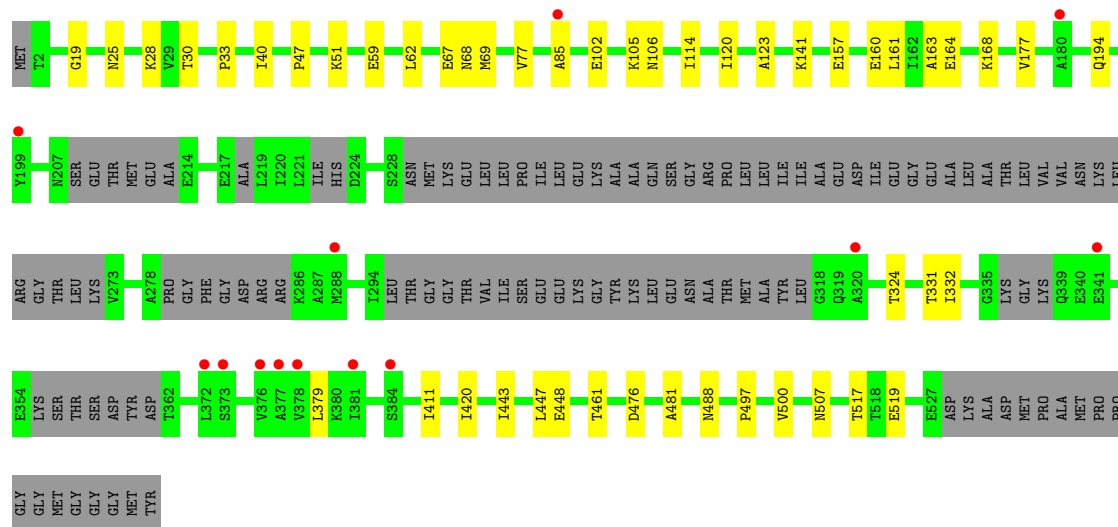 MET T2 G19 N25 K28 V29 T30 P33 I40 P47 K51 E59 L62 E67 N68 M69 V77 A85 E102 K105 N106 I114 I120 A123 K141 E157 E160 L161 I162 A163 E164 K168 V177 A180 Q194
Y199 N207 SER GLU THR MET GLU ALA E214 E217 ALA L219 I220 L221 ILE HIS D224 S228 ASN MET LYS GLU LEU LEU PRO ILE LEU GLU LYS ALA ALA GLN SER GLY ARG PRO LEU LEU ILE ILE ALA GLU ASP ILE GLU GLY GLU ALA LEU ALA THR LEU VAL VAL ASN LYS LEU
ARG GLY THR LEU LYS V273 A278 PRO GLY PHE GLY ASP ARG ARG K286 A287 M288 I294 LEU THR GLY GLY THR VAL ILE SER GLU GLU LYS GLY TYR LYS LEU GLU ASN ALA THR MET ALA TYR LEU G318 Q319 A320 T324 T331 I332 G335 LYS GLY LYS Q339 E340 E341
E354 LYS SER THR SER ASP TYR ASP T362 L372 S373 V376 A377 V378 L379 K380 I381 S384 I411 I420 I443 L447 E448 T461 D476 A481 N488 P497 V500 N507 T517 T518 E519 E527 ASP LYS ALA ASP MET PRO ALA MET PRO PRO
GLY GLY MET GLY GLY GLY MET TYR